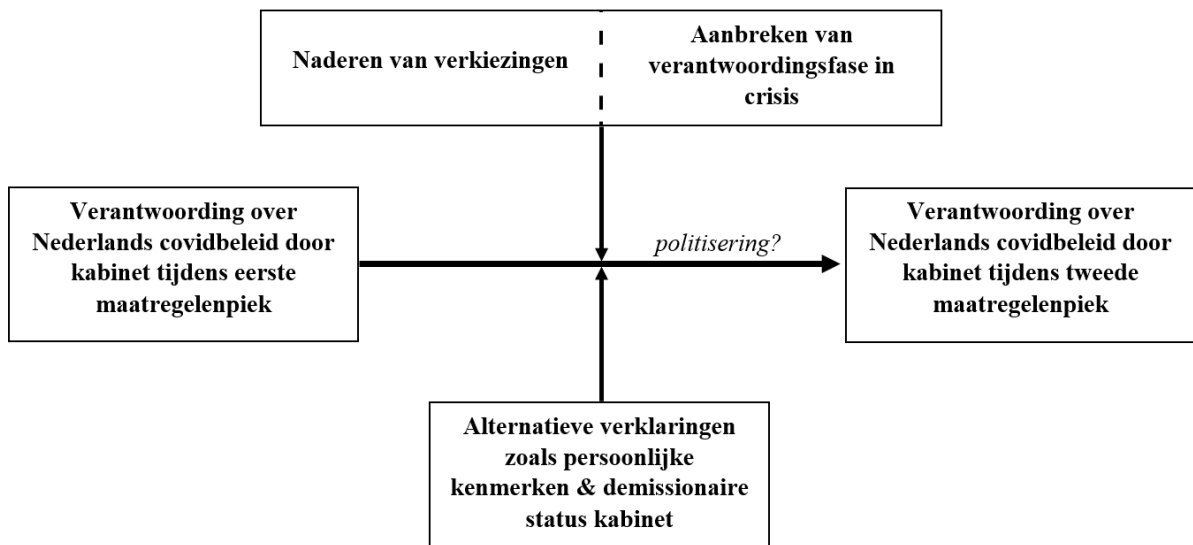 Naderen van verkiezingen
Aanbreken van
verantwoordingsfase in
crisis
Verantwoording over
Nederlands covidbeleid door
kabinet tijdens eerste
maatregelenpiek
politisering?
Verantwoording over
Nederlands covidbeleid door
kabinet tijdens tweede
maatregelenpiek
Alternatieve verklaringen
zoals persoonlijke
kenmerken & demissionaire
status kabinet